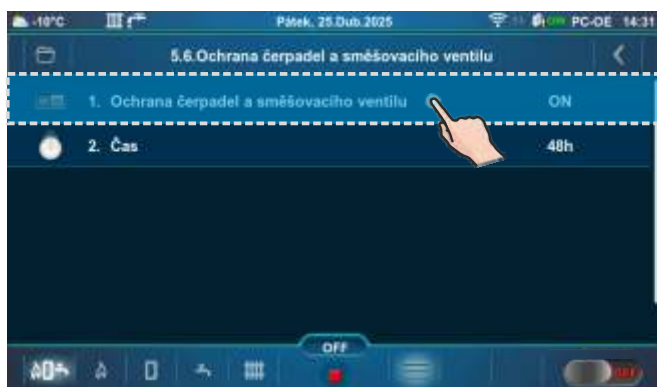 -10°C Pátek, 25.Dub.2025 PC-OE 14:31
5.6.Ochrana čerpadel a směšovacího ventilu
1. Ochrana čerpadel a směšovacího ventilu ON
2. Čas 48h
OFF
OFF